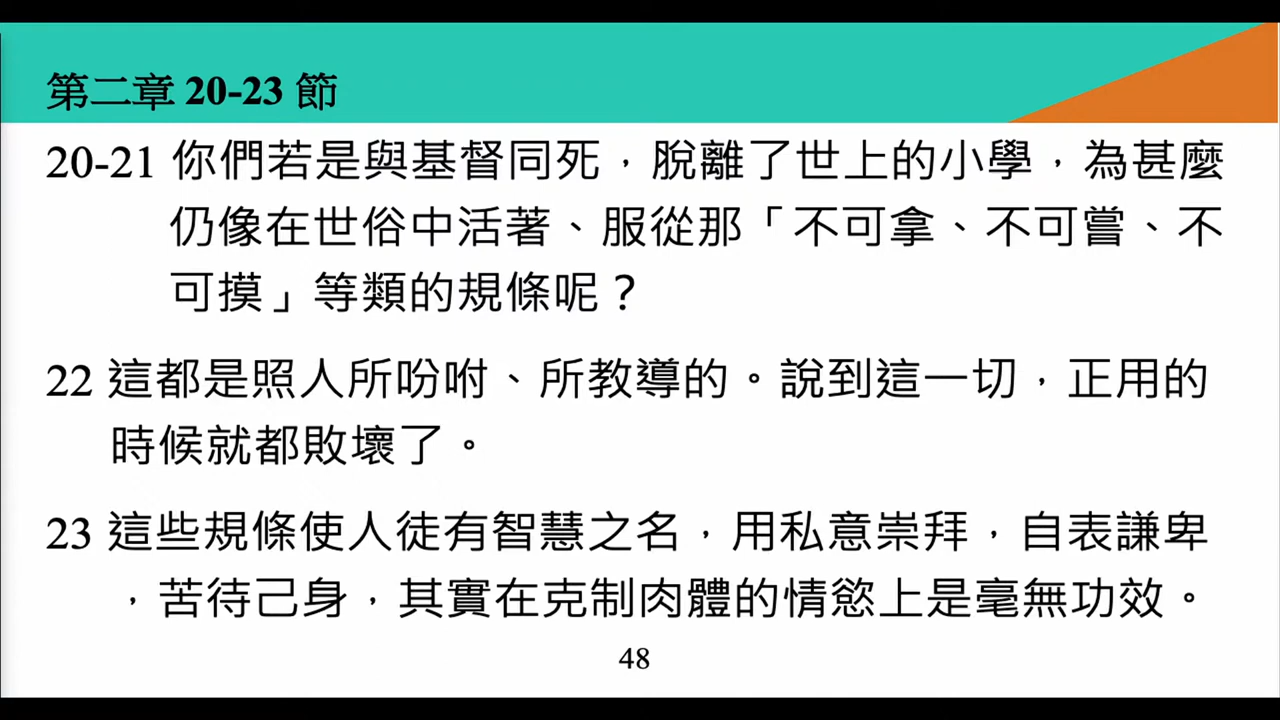 第二章 20-23 節
20-21 你們若是與基督同死，脫離了世上的小學，為甚麼
仍像在世俗中活著、服從那「不可拿、不可嘗、不
可摸」等類的規條呢？
22 這都是照人所吩咐、所教導的。說到這一切，正用的
時候就都敗壞了。
23 這些規條使人徒有智慧之名，用私意崇拜，自表謙卑
，苦待己身，其實在克制肉體的情慾上是毫無功效。
48